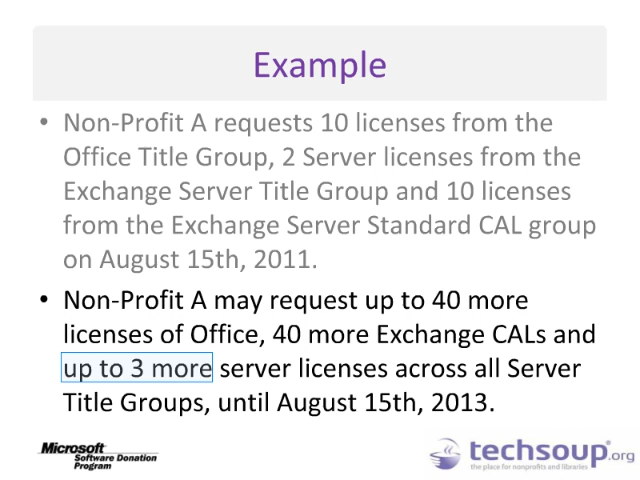 Example
• Non-Profit A requests 10 licenses from the
Office Title Group, 2 Server licenses from the
Exchange Server Title Group and 10 licenses
from the Exchange Server Standard CAL group
on August 15th, 2011.
• Non-Profit A may request up to 40 more
licenses of Office, 40 more Exchange CALs and
up to 3 more server licenses across all Server
Title Groups, until August 15th, 2013.
Microsoft
Software Donation
Program
techsoup.org
the place for nonprofits and libraries